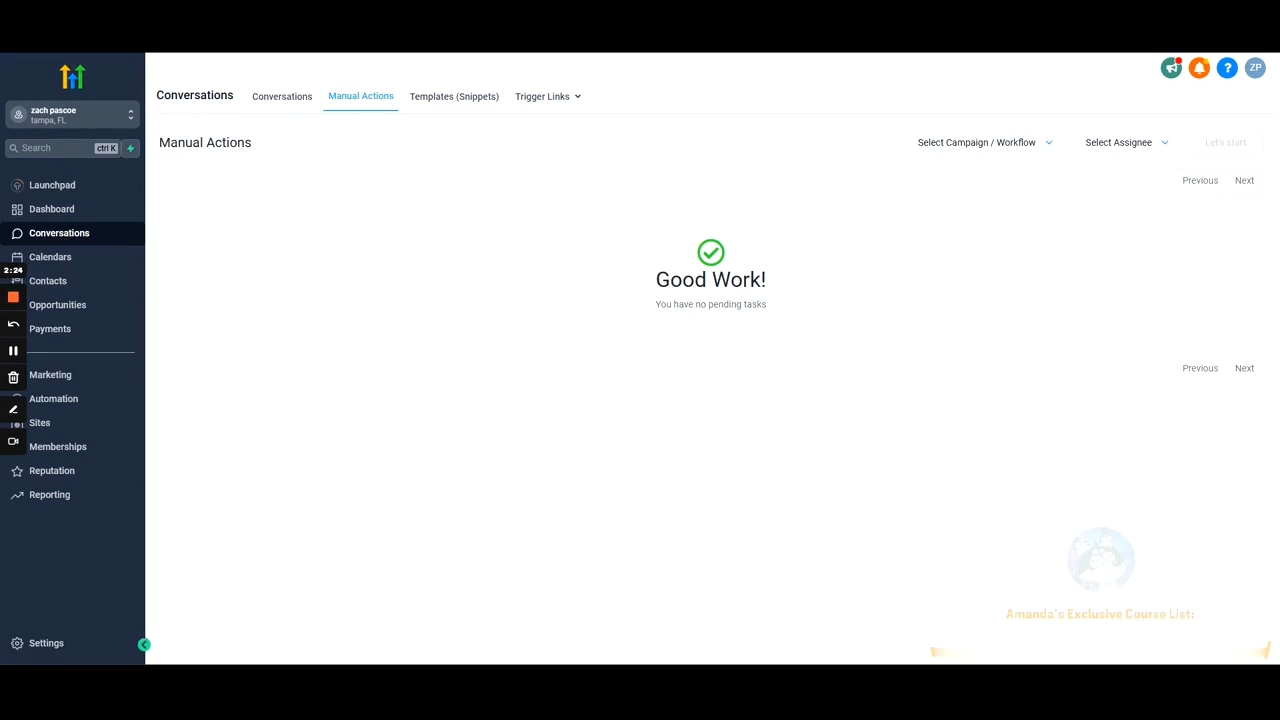 ZP
zach pascoe
tampa, FL
Search ctrl K
Launchpad
Dashboard
Conversations
Calendars
2:24
Contacts
Opportunities
Payments
Marketing
Automation
Sites
Memberships
Reputation
Reporting
Settings
Conversations Conversations Manual Actions Templates (Snippets) Trigger Links
Manual Actions Select Campaign / Workflow Select Assignee Let's start
Previous Next
Good Work!
You have no pending tasks
Previous Next
Amanda's Exclusive Course List: